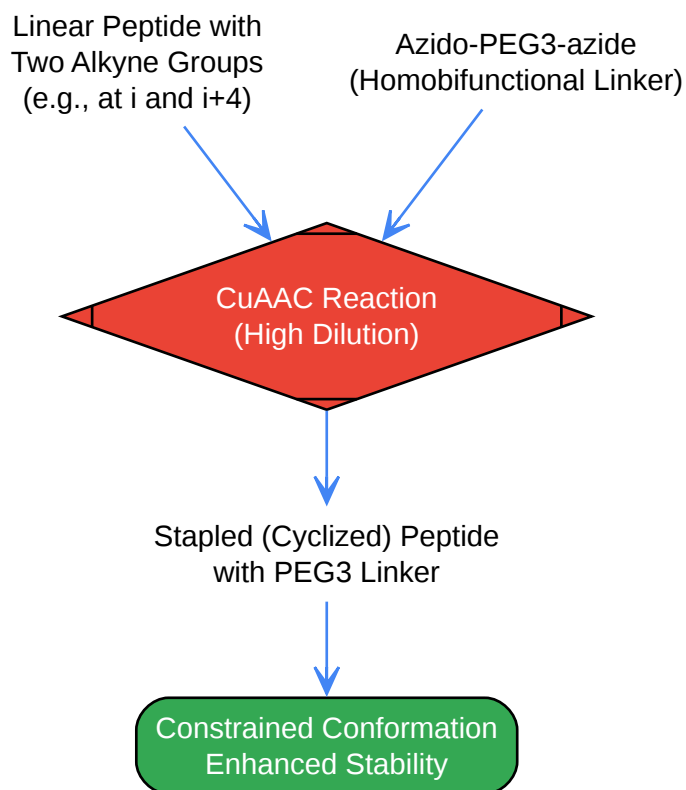 Linear Peptide with
Two Alkyne Groups
(e.g., at i and i+4)
Azido-PEG3-azide
(Homobifunctional Linker)
CuAAC Reaction
(High Dilution)
Stapled (Cyclized) Peptide
with PEG3 Linker
Constrained Conformation
Enhanced Stability